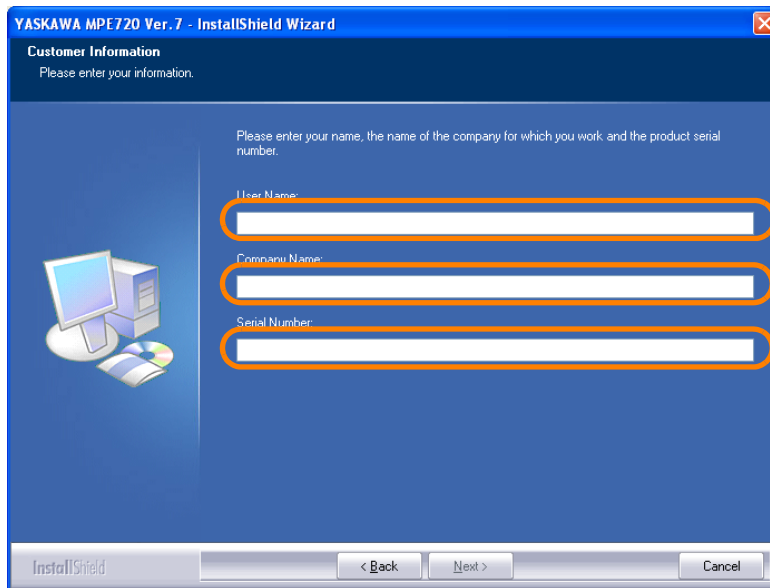 YASKAWA MPE720 Ver.7 - InstallShield Wizard
Customer Information
Please enter your information.
Please enter your name, the name of the company for which you work and the product serial
number.
User Name:
Company Name:
Serial Number:
InstallShield
< Back
Next >
Cancel